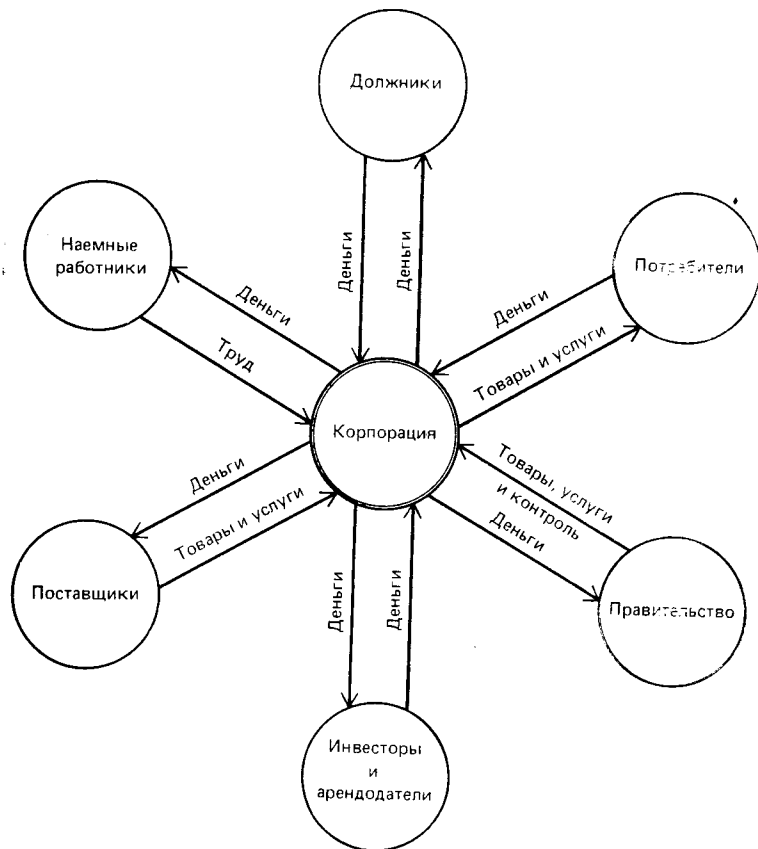 Должники
Наемные
работники
Потребители
Деньги
Деньги
Деньги
Труд
Деньги
Товары и услуги
Корпорация
Деньги
Товары и услуги
Товары, услуги
и контроль
Деньги
Поставщики
Правительство
Деньги
Деньги
Инвесторы
и
арендодатели